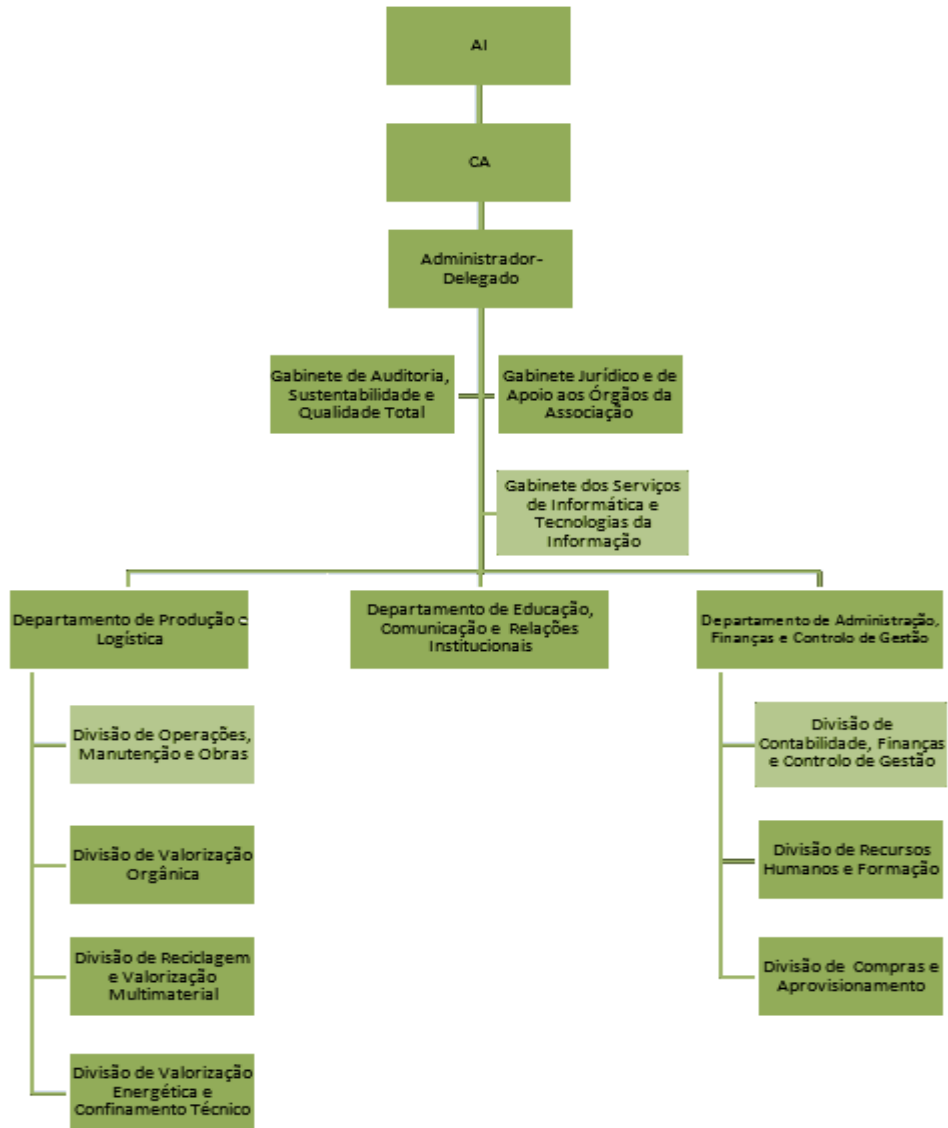 AI
CA
Administrador-
Delegado
Gabinete de Auditoria,
Sustentabilidade e
Qualidade Total
Gabinete Jurídico e de
Apoio aos Órgãos da
Associação
Gabinete dos Serviços
de Informática e
Tecnologias da
Informação
Departamento de Produção e
Logística
Departamento de Educação,
Comunicação e Relações
Institucionais
Departamento de Administração,
Finanças e Controlo de Gestão
Divisão de Operações,
Manutenção e Obras
Divisão de Valorização
Orgânica
Divisão de Reciclagem
e Valorização
Multimaterial
Divisão de Valorização
Energética e
Confinamento Técnico
Divisão de
Contabilidade, Finanças
e Controlo de Gestão
Divisão de Recursos
Humanos e Formação
Divisão de Compras e
Aprovisionamento